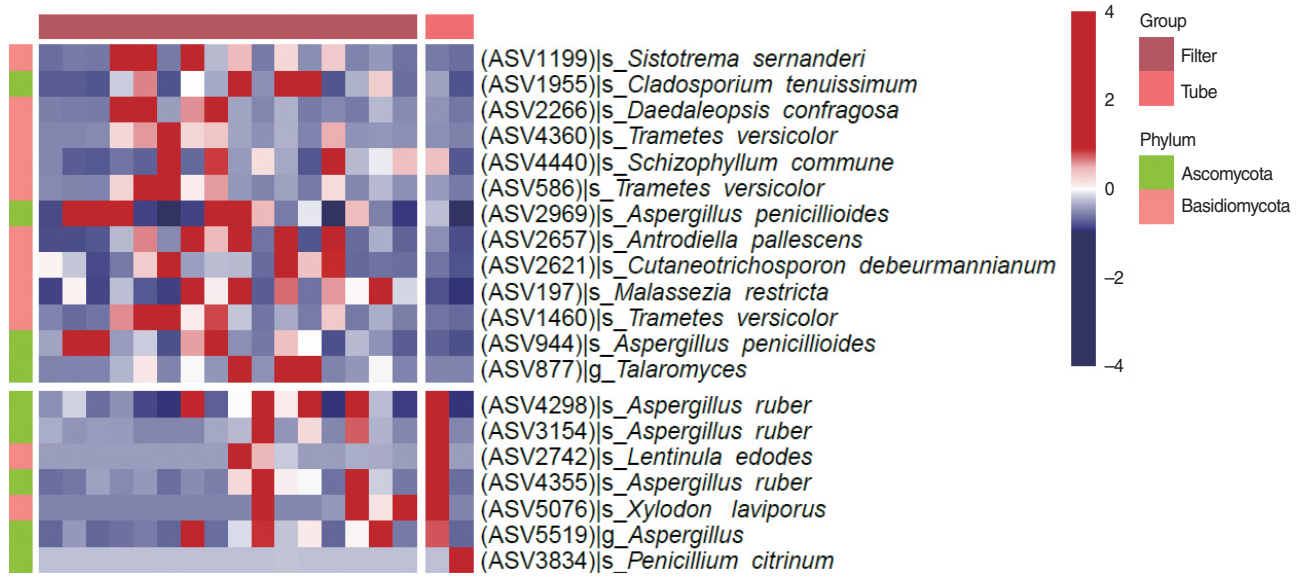 (ASV1199)|s_Sistotrema sernanderi
(ASV1955)|s_Cladosporium tenuissimum
(ASV2266)|s_Daedaleopsis confragosa
(ASV4360)|s_Trametes versicolor
(ASV4440)|s_Schizophyllum commune
(ASV586)|s_Trametes versicolor
(ASV2969)|s_Aspergillus penicillioides
(ASV2657)|s_Antrodiella pallescens
(ASV2621)|s_Cutaneotrichosporon debeurmannianum
(ASV197)|s_Malassezia restricta
(ASV1460)|s_Trametes versicolor
(ASV944)|s_Aspergillus penicillioides
(ASV877)|g_Talaromyces
(ASV4298)|s_Aspergillus ruber
(ASV3154)|s_Aspergillus ruber
(ASV2742)|s_Lentinula edodes
(ASV4355)|s_Aspergillus ruber
(ASV5076)|s_Xylodon laviporus
(ASV5519)|g_Aspergillus
(ASV3834)|s_Penicillium citrinum
4
2
0
−2
−4
Group
Filter
Tube
Phylum
Ascomycota
Basidiomycota